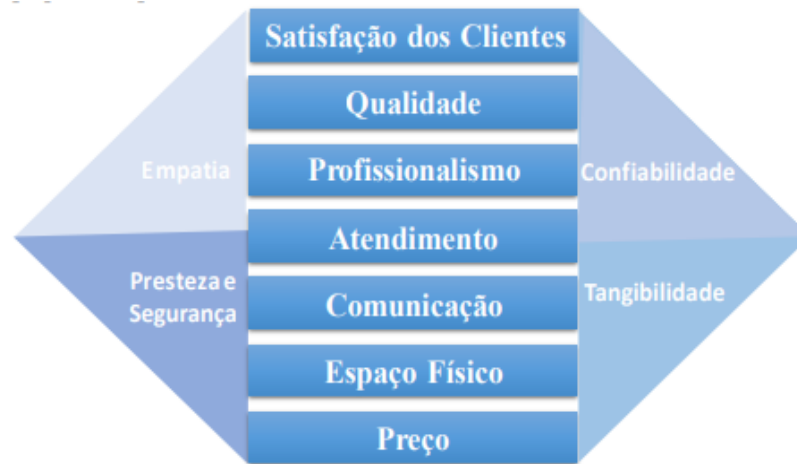 Satisfação dos Clientes
Qualidade
Empatia
Profissionalismo
Confiabilidade
Atendimento
Presteza e
Segurança
Comunicação
Tangibilidade
Espaço Físico
Preço